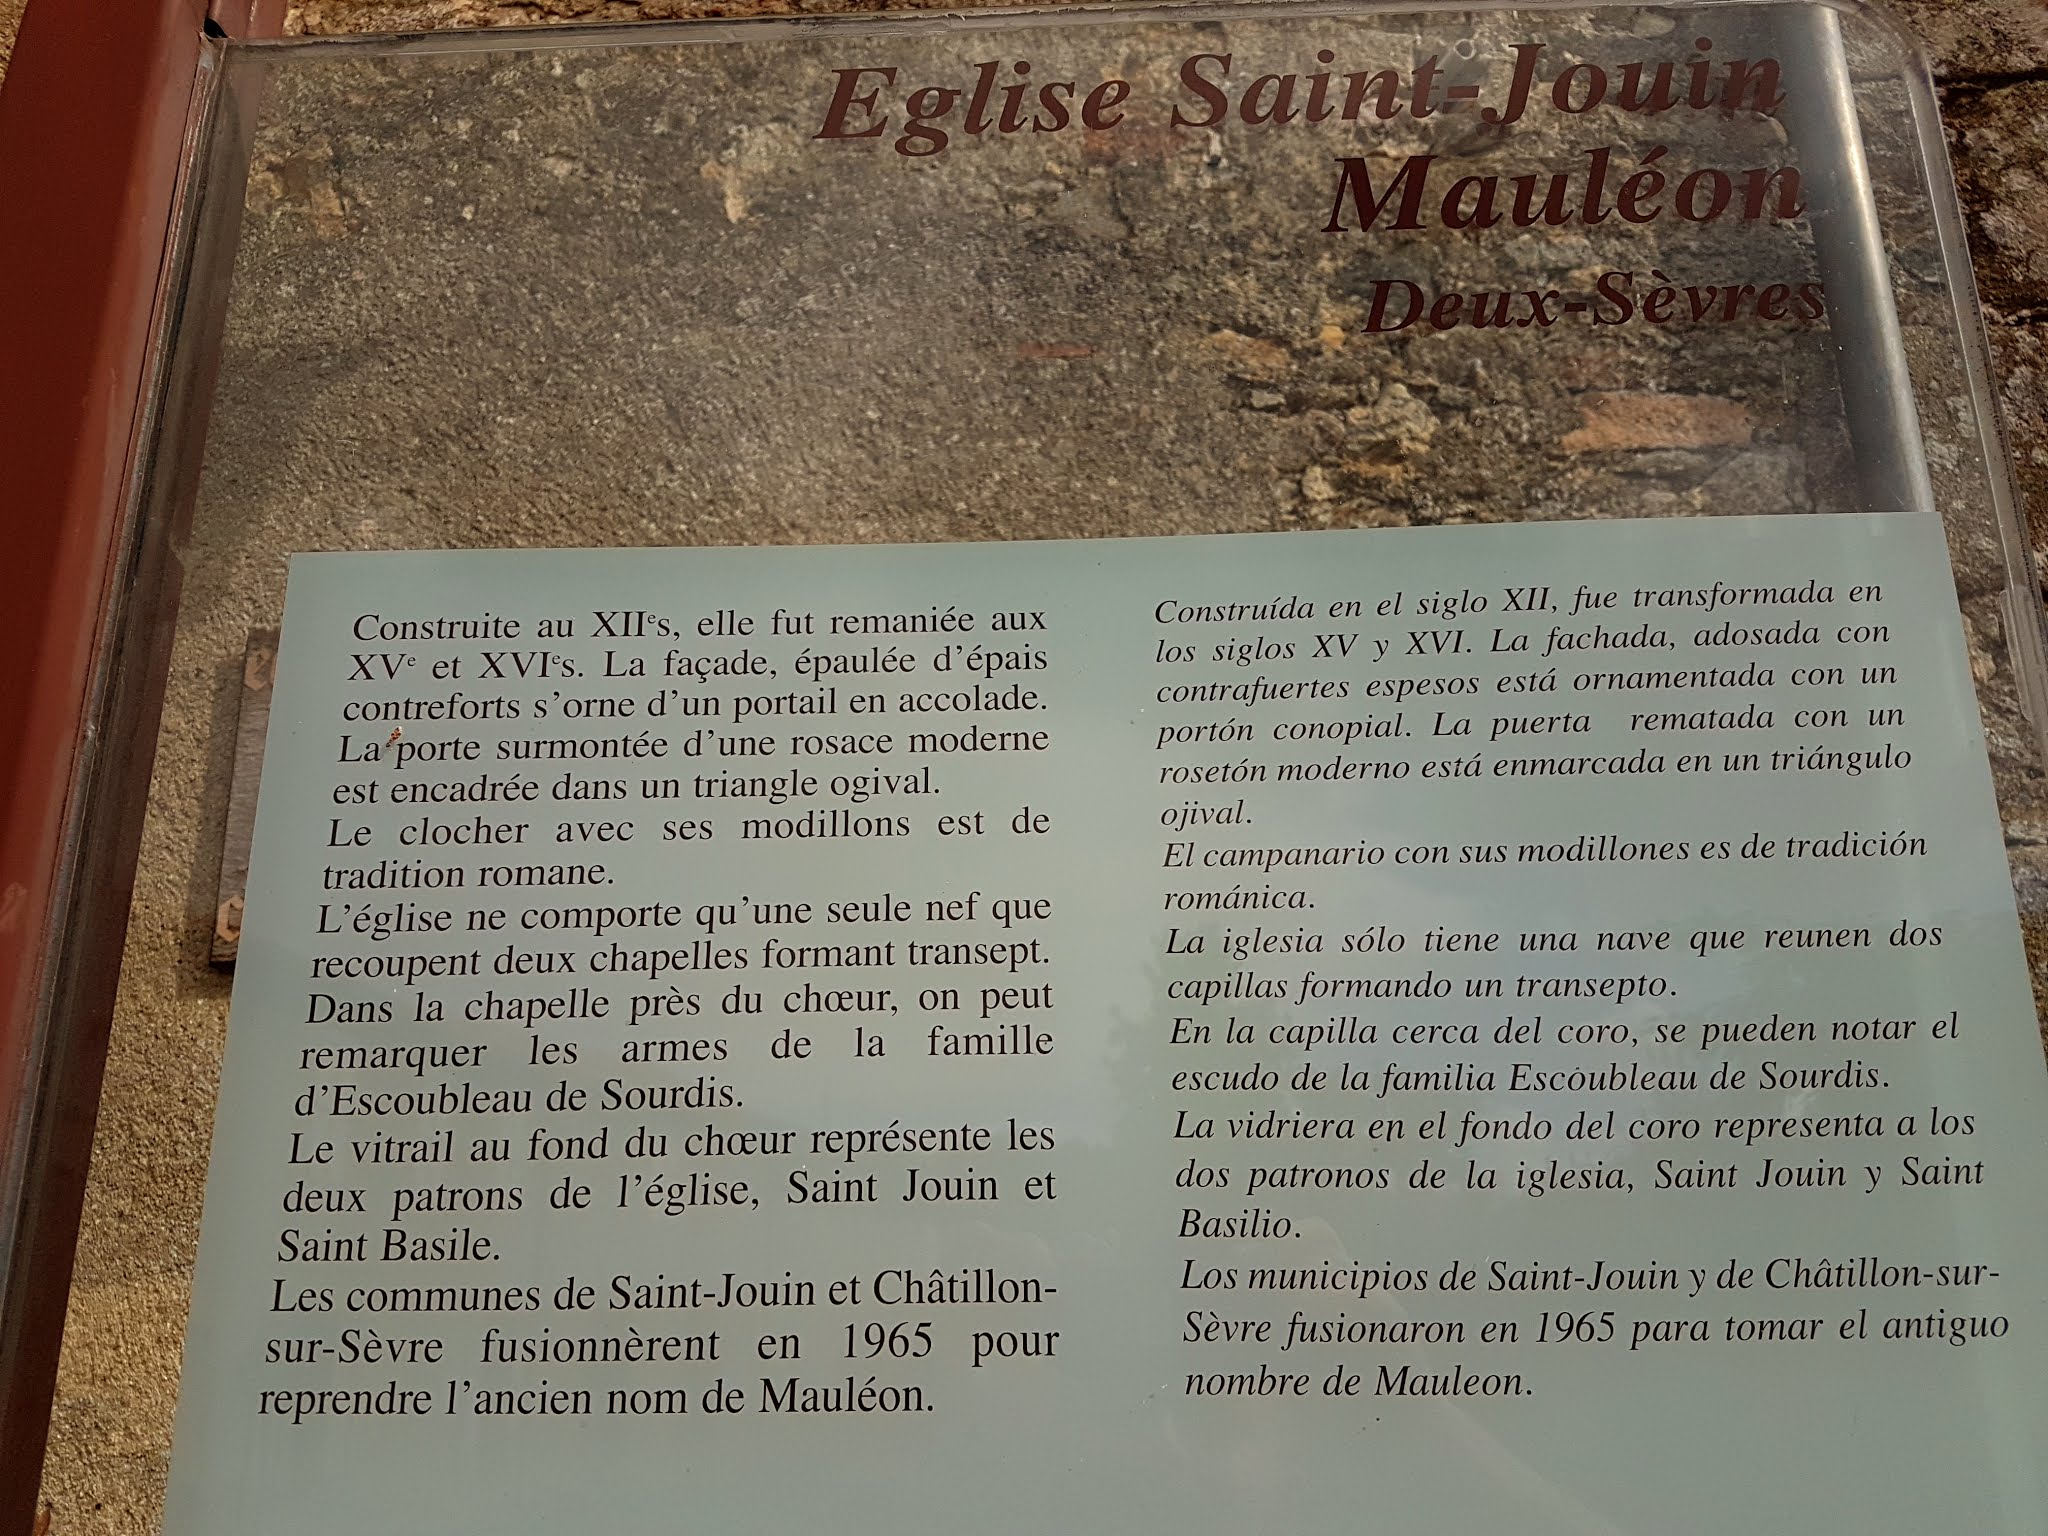 Eglise Saint-Jouin
Mauléon
Deux-Sèvres
Construite au XIIᵉs, elle fut remaniée aux
XVᵉ et XVIᵉs. La façade, épaulée d’épais
contreforts s’orne d’un portail en accolade.
La porte surmontée d’une rosace moderne
est encadrée dans un triangle ogival.
Le clocher avec ses modillons est de
tradition romane.
L’église ne comporte qu’une seule nef que
recoupent deux chapelles formant transept.
Dans la chapelle près du chœur, on peut
remarquer les armes de la famille
d’Escoubleau de Sourdis.
Le vitrail au fond du chœur représente les
deux patrons de l’église, Saint Jouin et
Saint Basile.
Les communes de Saint-Jouin et Châtillon-
sur-Sèvre fusionnèrent en 1965 pour
reprendre l’ancien nom de Mauléon.
Construída en el siglo XII, fue transformada en
los siglos XV y XVI. La fachada, adosada con
contrafuertes espesos está ornamentada con un
portón conopial. La puerta rematada con un
rosetón moderno está enmarcada en un triángulo
ojival.
El campanario con sus modillones es de tradición
románica.
La iglesia sólo tiene una nave que reunen dos
capillas formando un transepto.
En la capilla cerca del coro, se pueden notar el
escudo de la familia Escoubleau de Sourdis.
La vidriera en el fondo del coro representa a los
dos patronos de la iglesia, Saint Jouin y Saint
Basilio.
Los municipios de Saint-Jouin y de Châtillon-sur-
Sèvre fusionaron en 1965 para tomar el antiguo
nombre de Mauleon.